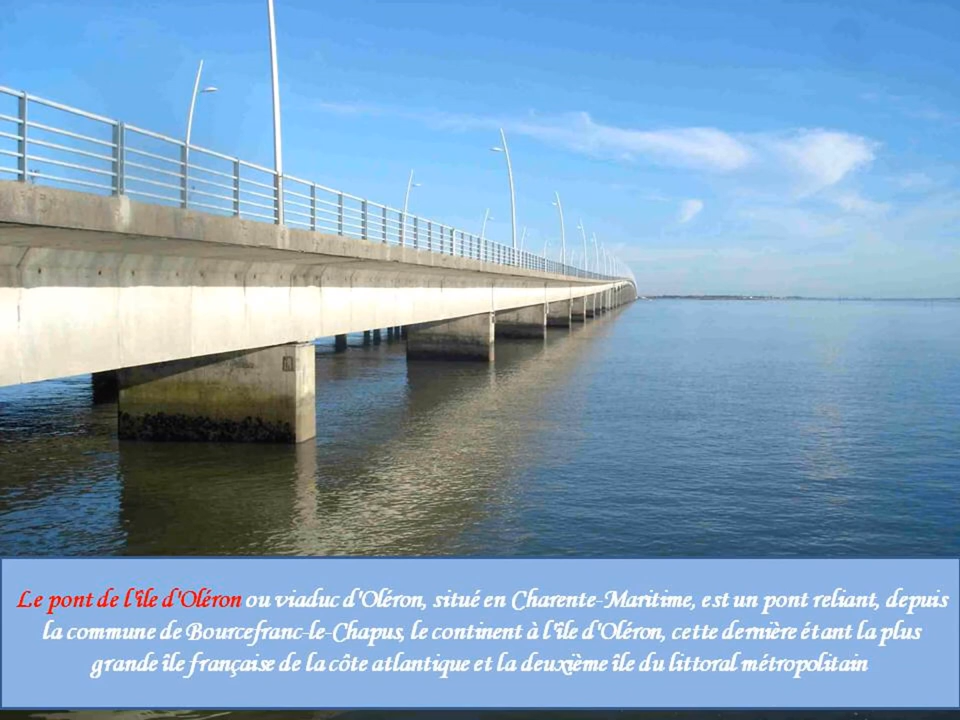 Le pont de l'île d'Oléron ou viaduc d'Oléron, situé en Charente-Maritime, est un pont reliant, depuis
la commune de Bourcefranc-le-Chapus, le continent à l'île d'Oléron, cette dernière étant la plus
grande île française de la côte atlantique et la deuxième île du littoral métropolitain